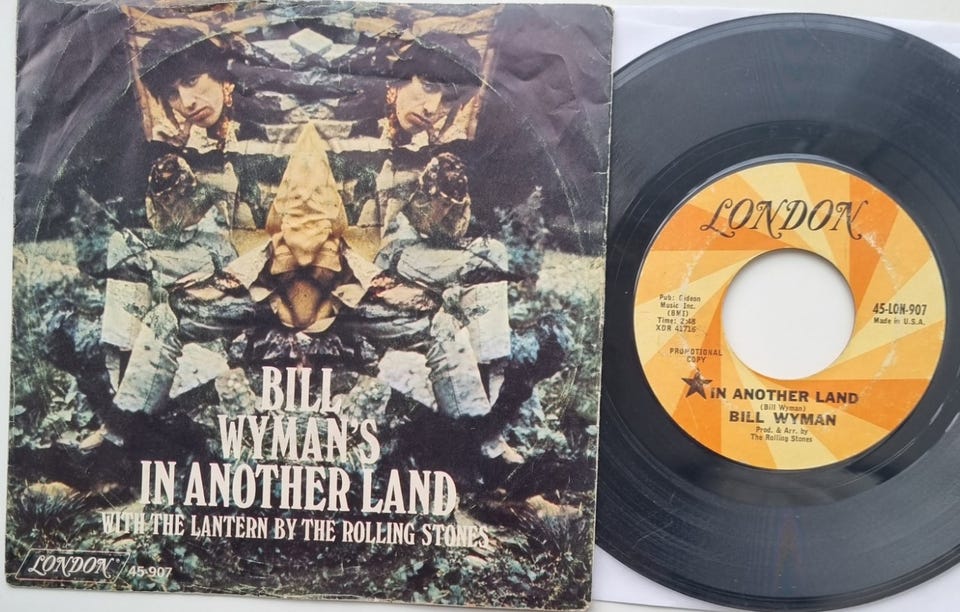 BILL
WYMAN'S
IN ANOTHER LAND
WITH THE LANTERN BY THE ROLLING STONES
LONDON
45-907
LONDON
Pub: Gideon
Music Inc.
(BMI)
Time: 2:48
XDR 41716
PROMOTIONAL
COPY
45-LON-907
Made in U.S.A.
IN ANOTHER LAND
(Bill Wyman)
BILL WYMAN
Prod. & Arr. by
The Rolling Stones